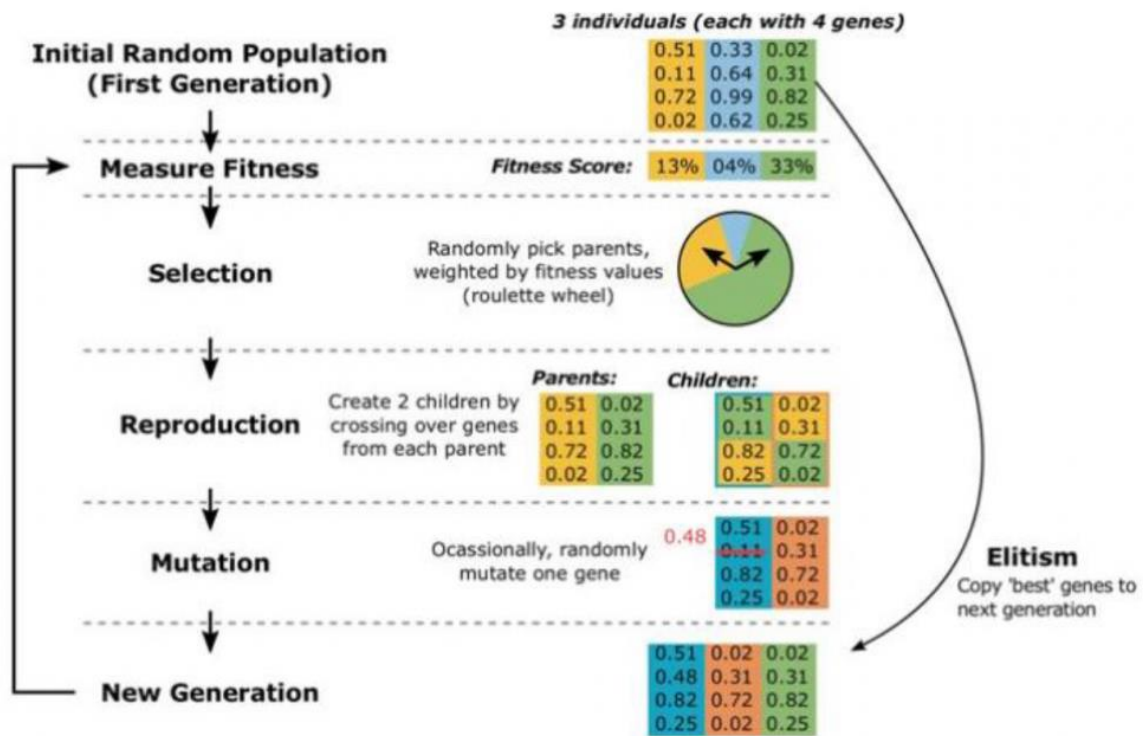 3 individuals (each with 4 genes)
Initial Random Population
(First Generation)
0.51 0.33 0.02
0.11 0.64 0.31
0.72 0.99 0.82
0.02 0.62 0.25
Measure Fitness
Fitness Score: 13% 04% 33%
Selection
Randomly pick parents,
weighted by fitness values
(roulette wheel)
Reproduction
Create 2 children by
crossing over genes
from each parent
Parents:
0.51 0.02
0.11 0.31
0.72 0.82
0.02 0.25
Children:
0.51 0.02
0.11 0.31
0.82 0.72
0.25 0.02
Mutation
Ocassionally, randomly
mutate one gene
0.48
0.51 0.02
0.11 0.31
0.82 0.72
0.25 0.02
Elitism
Copy 'best' genes to
next generation
New Generation
0.51 0.02 0.02
0.48 0.31 0.31
0.82 0.72 0.82
0.25 0.02 0.25